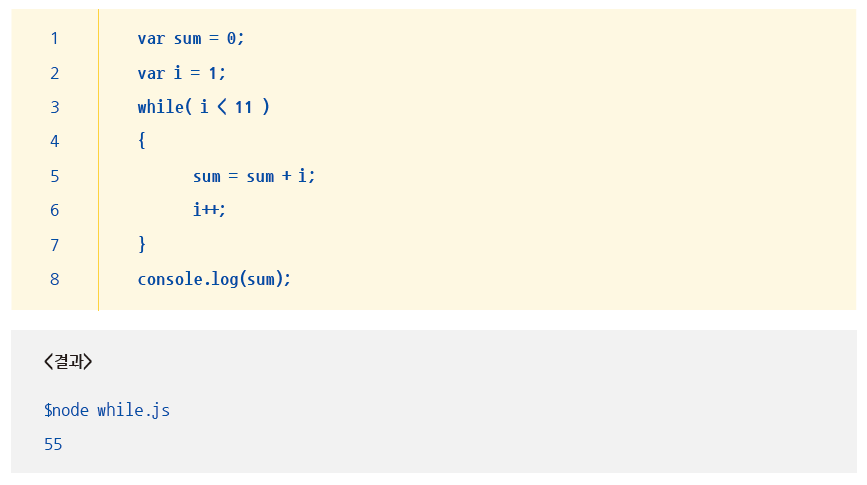 1 var sum = 0;
2 var i = 1;
3 while( i < 11 )
4 {
5 sum = sum + i;
6 i++;
7 }
8 console.log(sum);
<결과>
$node while.js
55